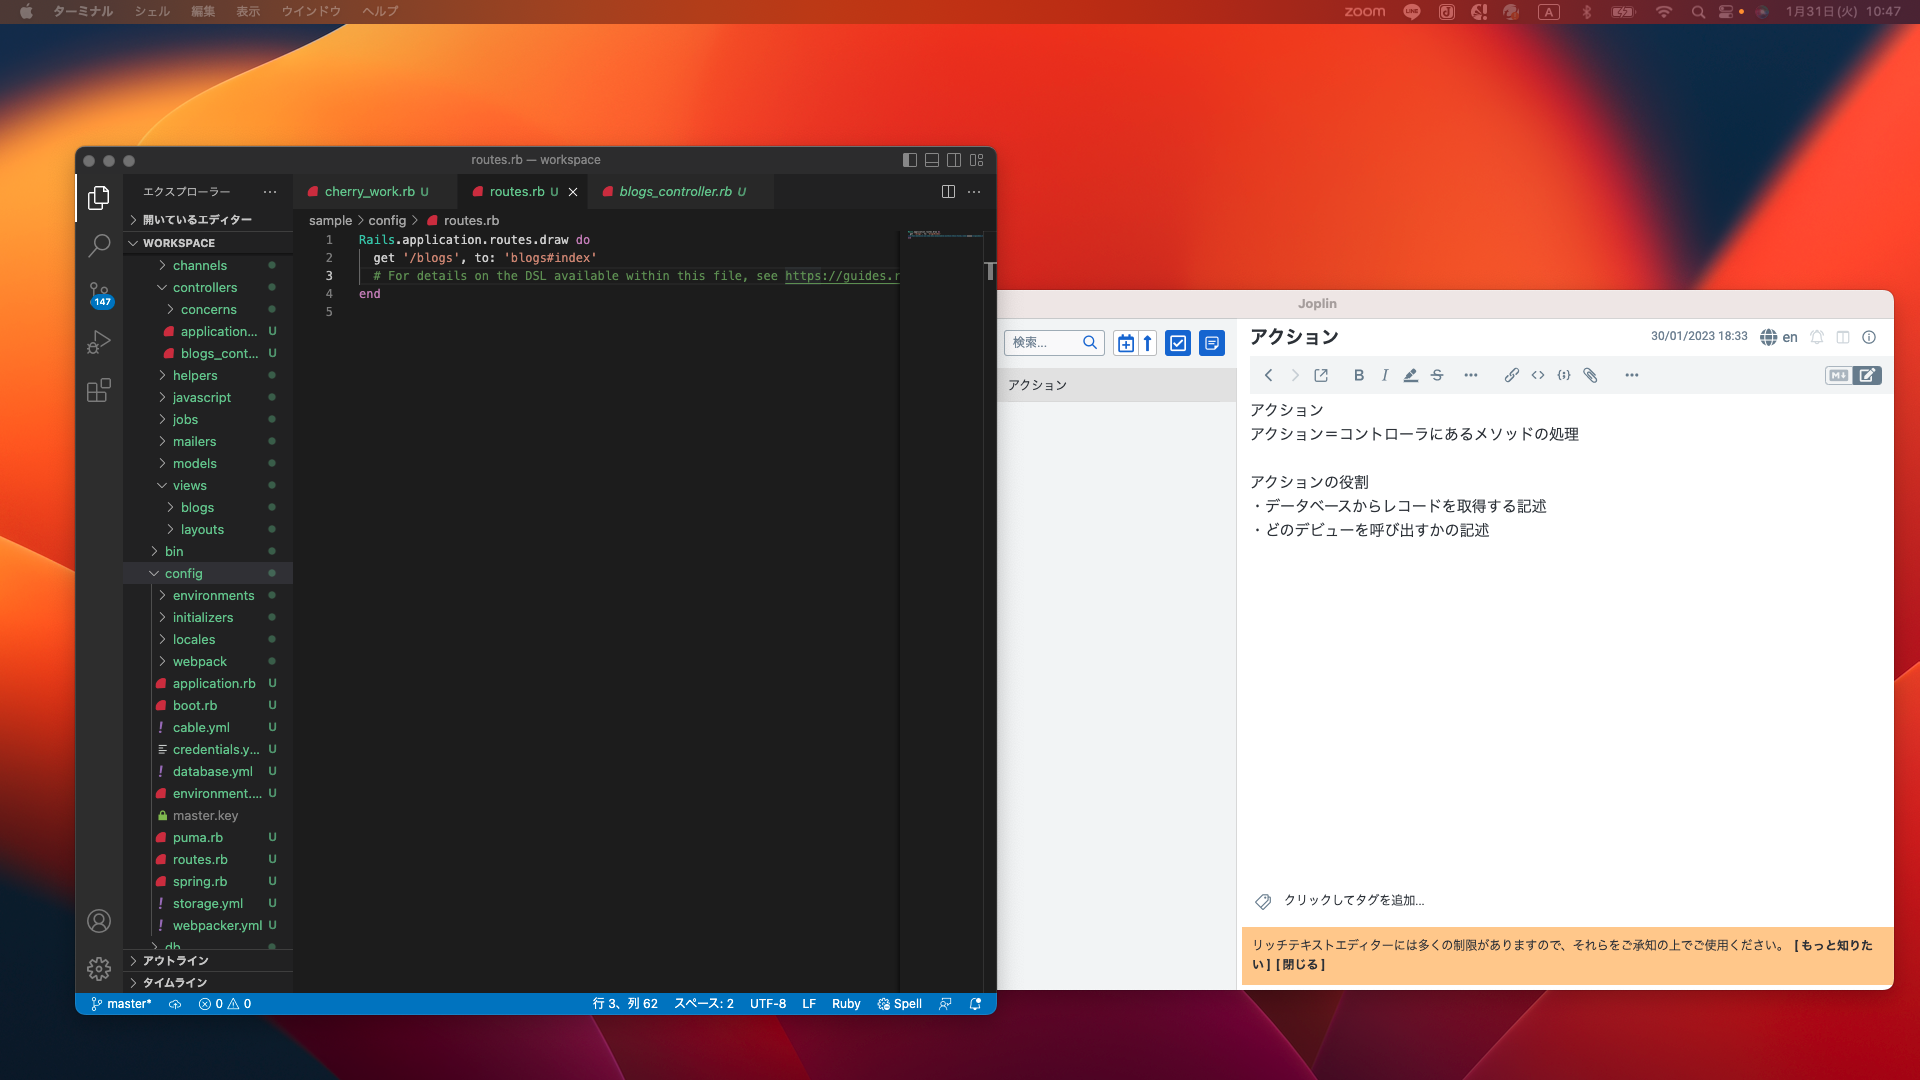 ターミナル シェル 編集 表示 ウインドウ ヘルプ
zoom A 1月31日(火) 10:47
routes.rb — workspace
エクスプローラー
開いているエディター
WORKSPACE
channels
controllers
concerns
application... U
blogs_cont... U
helpers
javascript
jobs
mailers
models
views
blogs
layouts
bin
config
environments
initializers
locales
webpack
application.rb U
boot.rb U
! cable.yml U
credentials.y... U
! database.yml U
environment.... U
master.key
puma.rb U
routes.rb U
spring.rb U
! storage.yml U
! webpacker.yml U
db
アウトライン
タイムライン
147
cherry_work.rb U routes.rb U blogs_controller.rb U
sample > config > routes.rb
1 Rails.application.routes.draw do
2 get '/blogs', to: 'blogs#index'
3 # For details on the DSL available within this file, see https://guides.r
4 end
5
master* 0 0 行 3、列 62 スペース: 2 UTF-8 LF Ruby Spell
Joplin
検索...
アクション
アクション
30/01/2023 18:33 en
B I S
アクション
アクション＝コントローラにあるメソッドの処理
アクションの役割
・データベースからレコードを取得する記述
・どのデビューを呼び出すかの記述
クリックしてタグを追加...
リッチテキストエディターには多くの制限がありますので、それらをご承知の上でご使用ください。 [ もっと知りた
い ] [ 閉じる ]